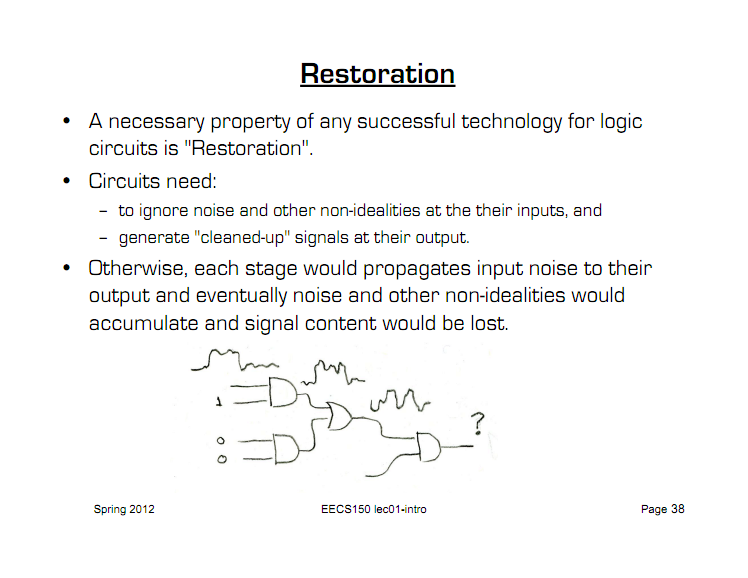 Restoration
• A necessary property of any successful technology for logic
circuits is "Restoration".
• Circuits need:
– to ignore noise and other non-idealities at the their inputs, and
– generate "cleaned-up" signals at their output.
• Otherwise, each stage would propagates input noise to their
output and eventually noise and other non-idealities would
accumulate and signal content would be lost.
1
?
0
0
Spring 2012 EECS150 lec01-intro Page 38